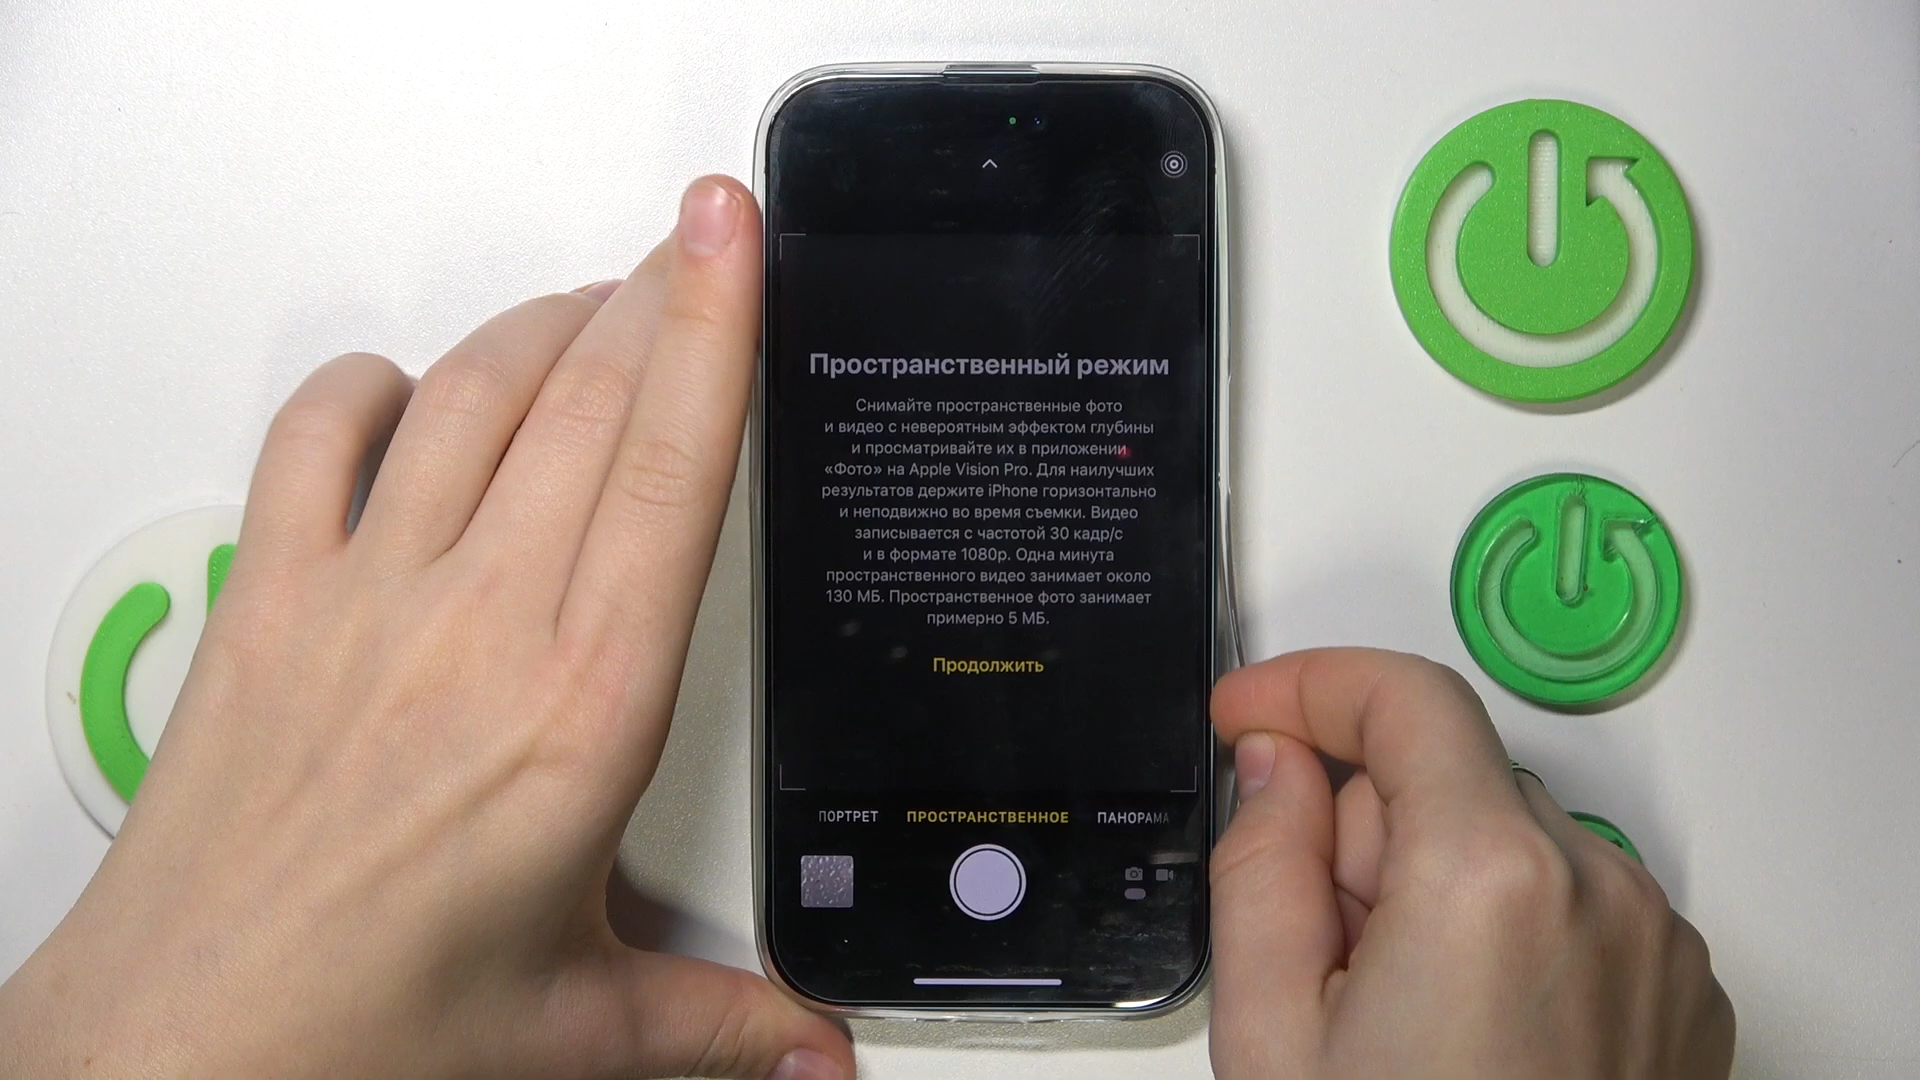 Пространственный режим
Снимайте пространственные фото
и видео с невероятным эффектом глубины
и просматривайте их в приложении
«Фото» на Apple Vision Pro. Для наилучших
результатов держите iPhone горизонтально
и неподвижно во время съемки. Видео
записывается с частотой 30 кадр/с
и в формате 1080p. Одна минута
пространственного видео занимает около
130 МБ. Пространственное фото занимает
примерно 5 МБ.
Продолжить
ПОРТРЕТ ПРОСТРАНСТВЕННОЕ ПАНОРАМА